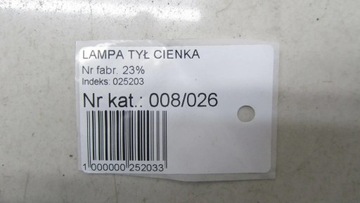 LAMPA TYŁ CIENKA
Nr fabr. 23%
Indeks: 025203
Nr kat.: 008/026
1 000000 252033